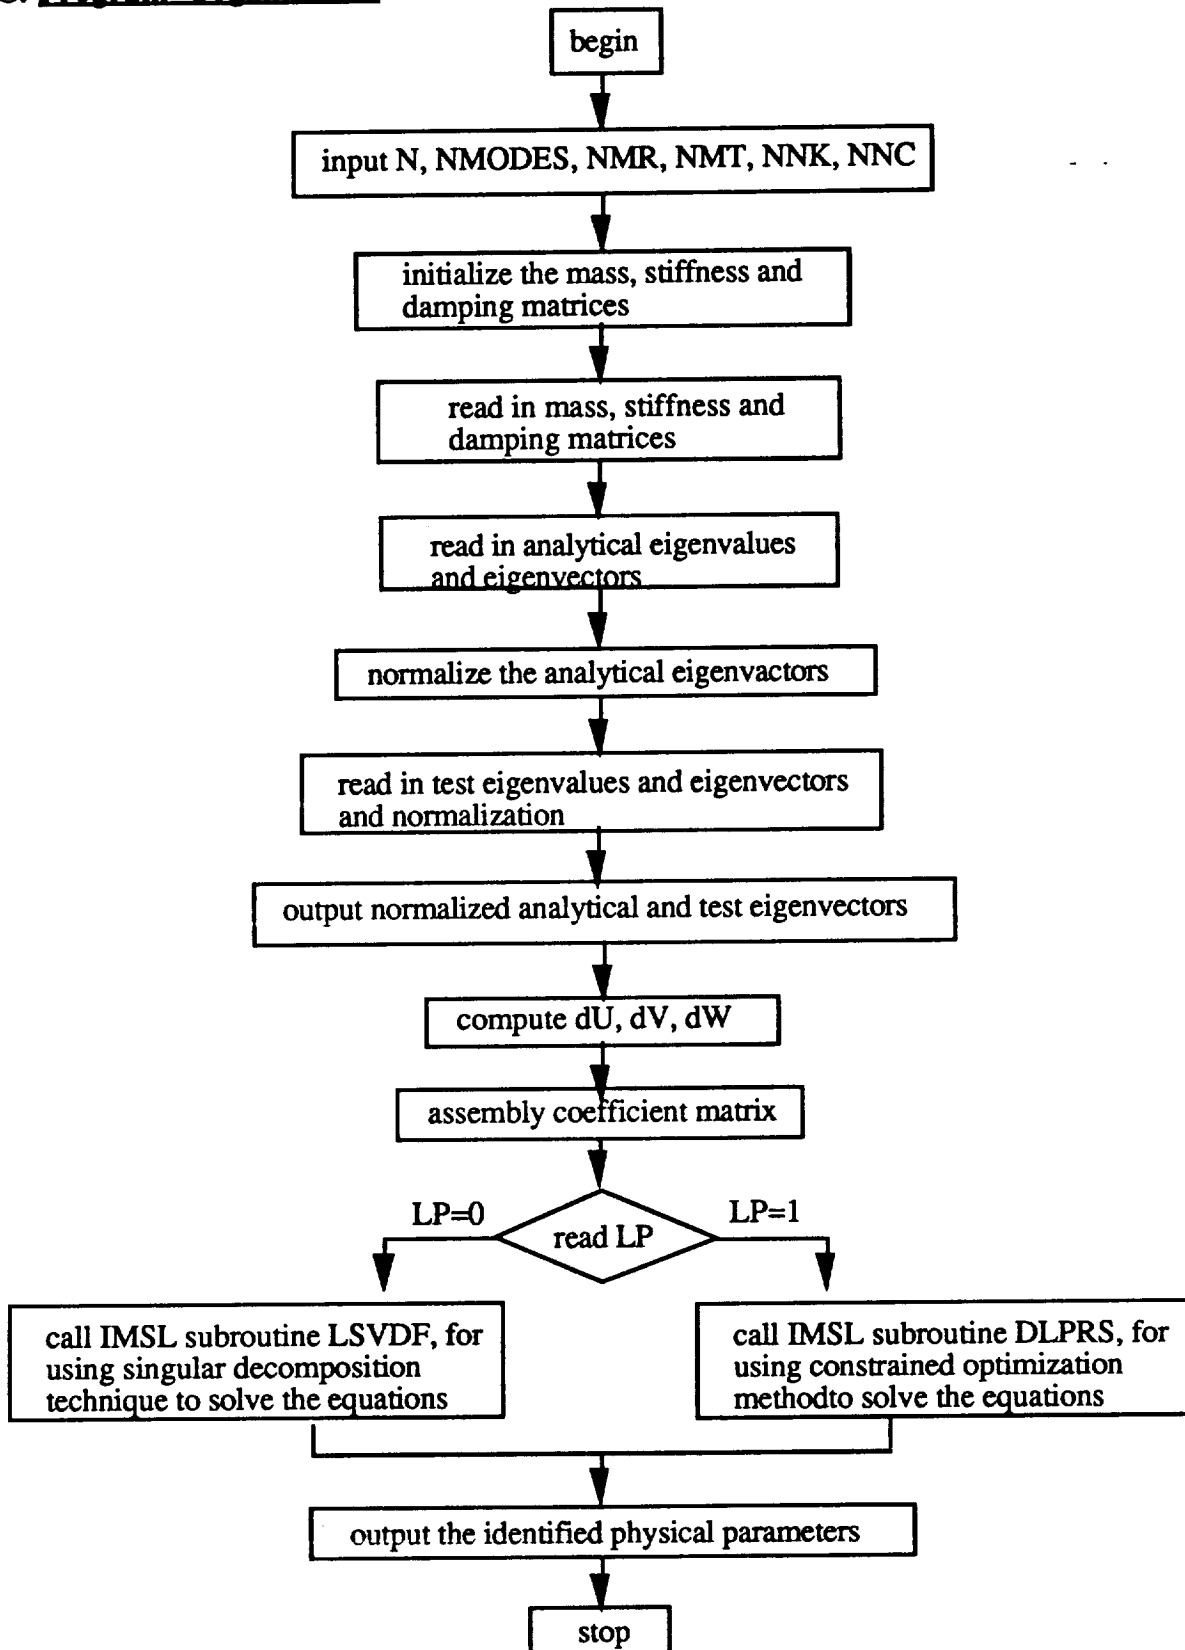 begin
input N, NMODES, NMR, NMT, NNK, NNC
initialize the mass, stiffness and
damping matrices
read in mass, stiffness and
damping matrices
read in analytical eigenvalues
and eigenvectors
normalize the analytical eigenvactors
read in test eigenvalues and eigenvectors
and normalization
output normalized analytical and test eigenvectors
compute dU, dV, dW
assembly coefficient matrix
LP=0
LP=1
read LP
call IMSL subroutine LSVDF, for
using singular decomposition
technique to solve the equations
call IMSL subroutine DLPRS, for
using constrained optimization
methodto solve the equations
output the identified physical parameters
stop